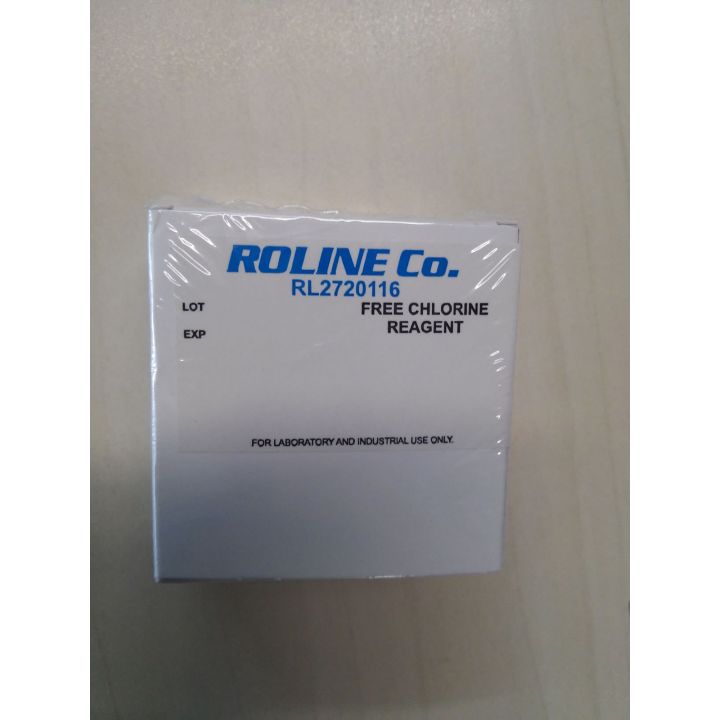 ROLINE Co.
RL2720116
LOT
FREE CHLORINE
REAGENT
EXP
FOR LABORATORY AND INDUSTRIAL USE ONLY.